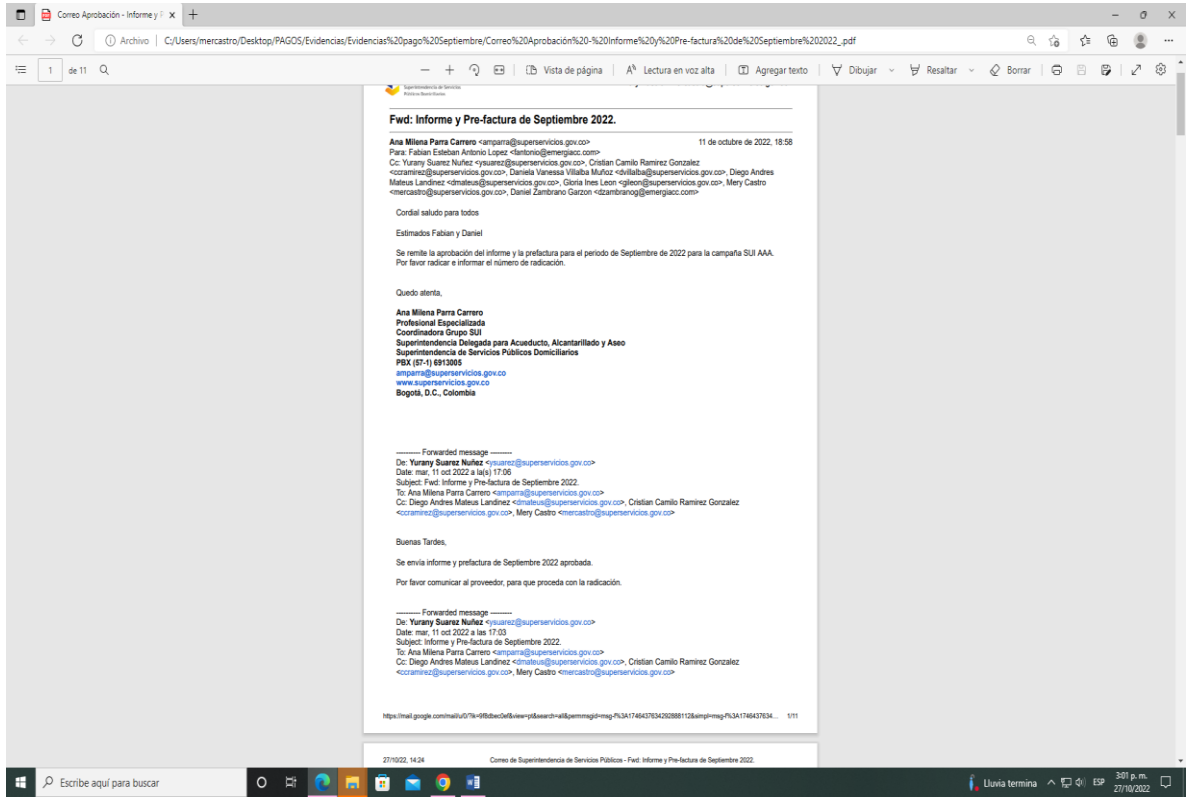 Correo Aprobación - Informe y P
Archivo | C:/Users/mercastro/Desktop/PAGOS/Evidencias/Evidencias%20pago%20Septiembre/Correo%20Aprobación%20-%20Informe%20y%20Pre-factura%20de%20Septiembre%202022_.pdf
1 de 11 Vista de página Lectura en voz alta Agregar texto Dibujar Resaltar Borrar
Superintendencia de Servicios
Públicos Domiciliarios
Fwd: Informe y Pre-factura de Septiembre 2022.
Ana Milena Parra Carrero <amparra@superservicios.gov.co> 11 de octubre de 2022, 18:58
Para: Fabian Esteban Antonio Lopez <fantonio@emergiacc.com>
Cc: Yurany Suarez Nuñez <ysuarez@superservicios.gov.co>, Cristian Camilo Ramirez Gonzalez
<ccramirez@superservicios.gov.co>, Daniela Vanessa Villalba Muñoz <dvillalba@superservicios.gov.co>, Diego Andres
Mateus Landinez <dmateus@superservicios.gov.co>, Gloria Ines Leon <gileon@superservicios.gov.co>, Mery Castro
<mercastro@superservicios.gov.co>, Daniel Zambrano Garzon <dzambranog@emergiacc.com>
Cordial saludo para todos
Estimados Fabian y Daniel
Se remite la aprobación del informe y la prefactura para el periodo de Septiembre de 2022 para la campaña SUI AAA.
Por favor radicar e informar el número de radicación.
Quedo atenta,
Ana Milena Parra Carrero
Profesional Especializada
Coordinadora Grupo SUI
Superintendencia Delegada para Acueducto, Alcantarillado y Aseo
Superintendencia de Servicios Públicos Domiciliarios
PBX (57-1) 6913005
amparra@superservicios.gov.co
www.superservicios.gov.co
Bogotá, D.C., Colombia
---------- Forwarded message ---------
De: Yurany Suarez Nuñez <ysuarez@superservicios.gov.co>
Date: mar, 11 oct 2022 a la(s) 17:06
Subject: Fwd: Informe y Pre-factura de Septiembre 2022.
To: Ana Milena Parra Carrero <amparra@superservicios.gov.co>
Cc: Diego Andres Mateus Landinez <dmateus@superservicios.gov.co>, Cristian Camilo Ramirez Gonzalez
<ccramirez@superservicios.gov.co>, Mery Castro <mercastro@superservicios.gov.co>
Buenas Tardes,
Se envía informe y prefactura de Septiembre 2022 aprobada.
Por favor comunicar al proveedor, para que proceda con la radicación.
---------- Forwarded message ---------
De: Yurany Suarez Nuñez <ysuarez@superservicios.gov.co>
Date: mar, 11 oct 2022 a las 17:03
Subject: Informe y Pre-factura de Septiembre 2022.
To: Ana Milena Parra Carrero <amparra@superservicios.gov.co>
Cc: Diego Andres Mateus Landinez <dmateus@superservicios.gov.co>, Cristian Camilo Ramirez Gonzalez
<ccramirez@superservicios.gov.co>, Mery Castro <mercastro@superservicios.gov.co>
1/11
27/10/22, 14:24 Correo de Superintendencia de Servicios Públicos - Fwd: Informe y Pre-factura de Septiembre 2022.
Escribe aquí para buscar Lluvia termina ESP 3:01 p. m.
27/10/2022